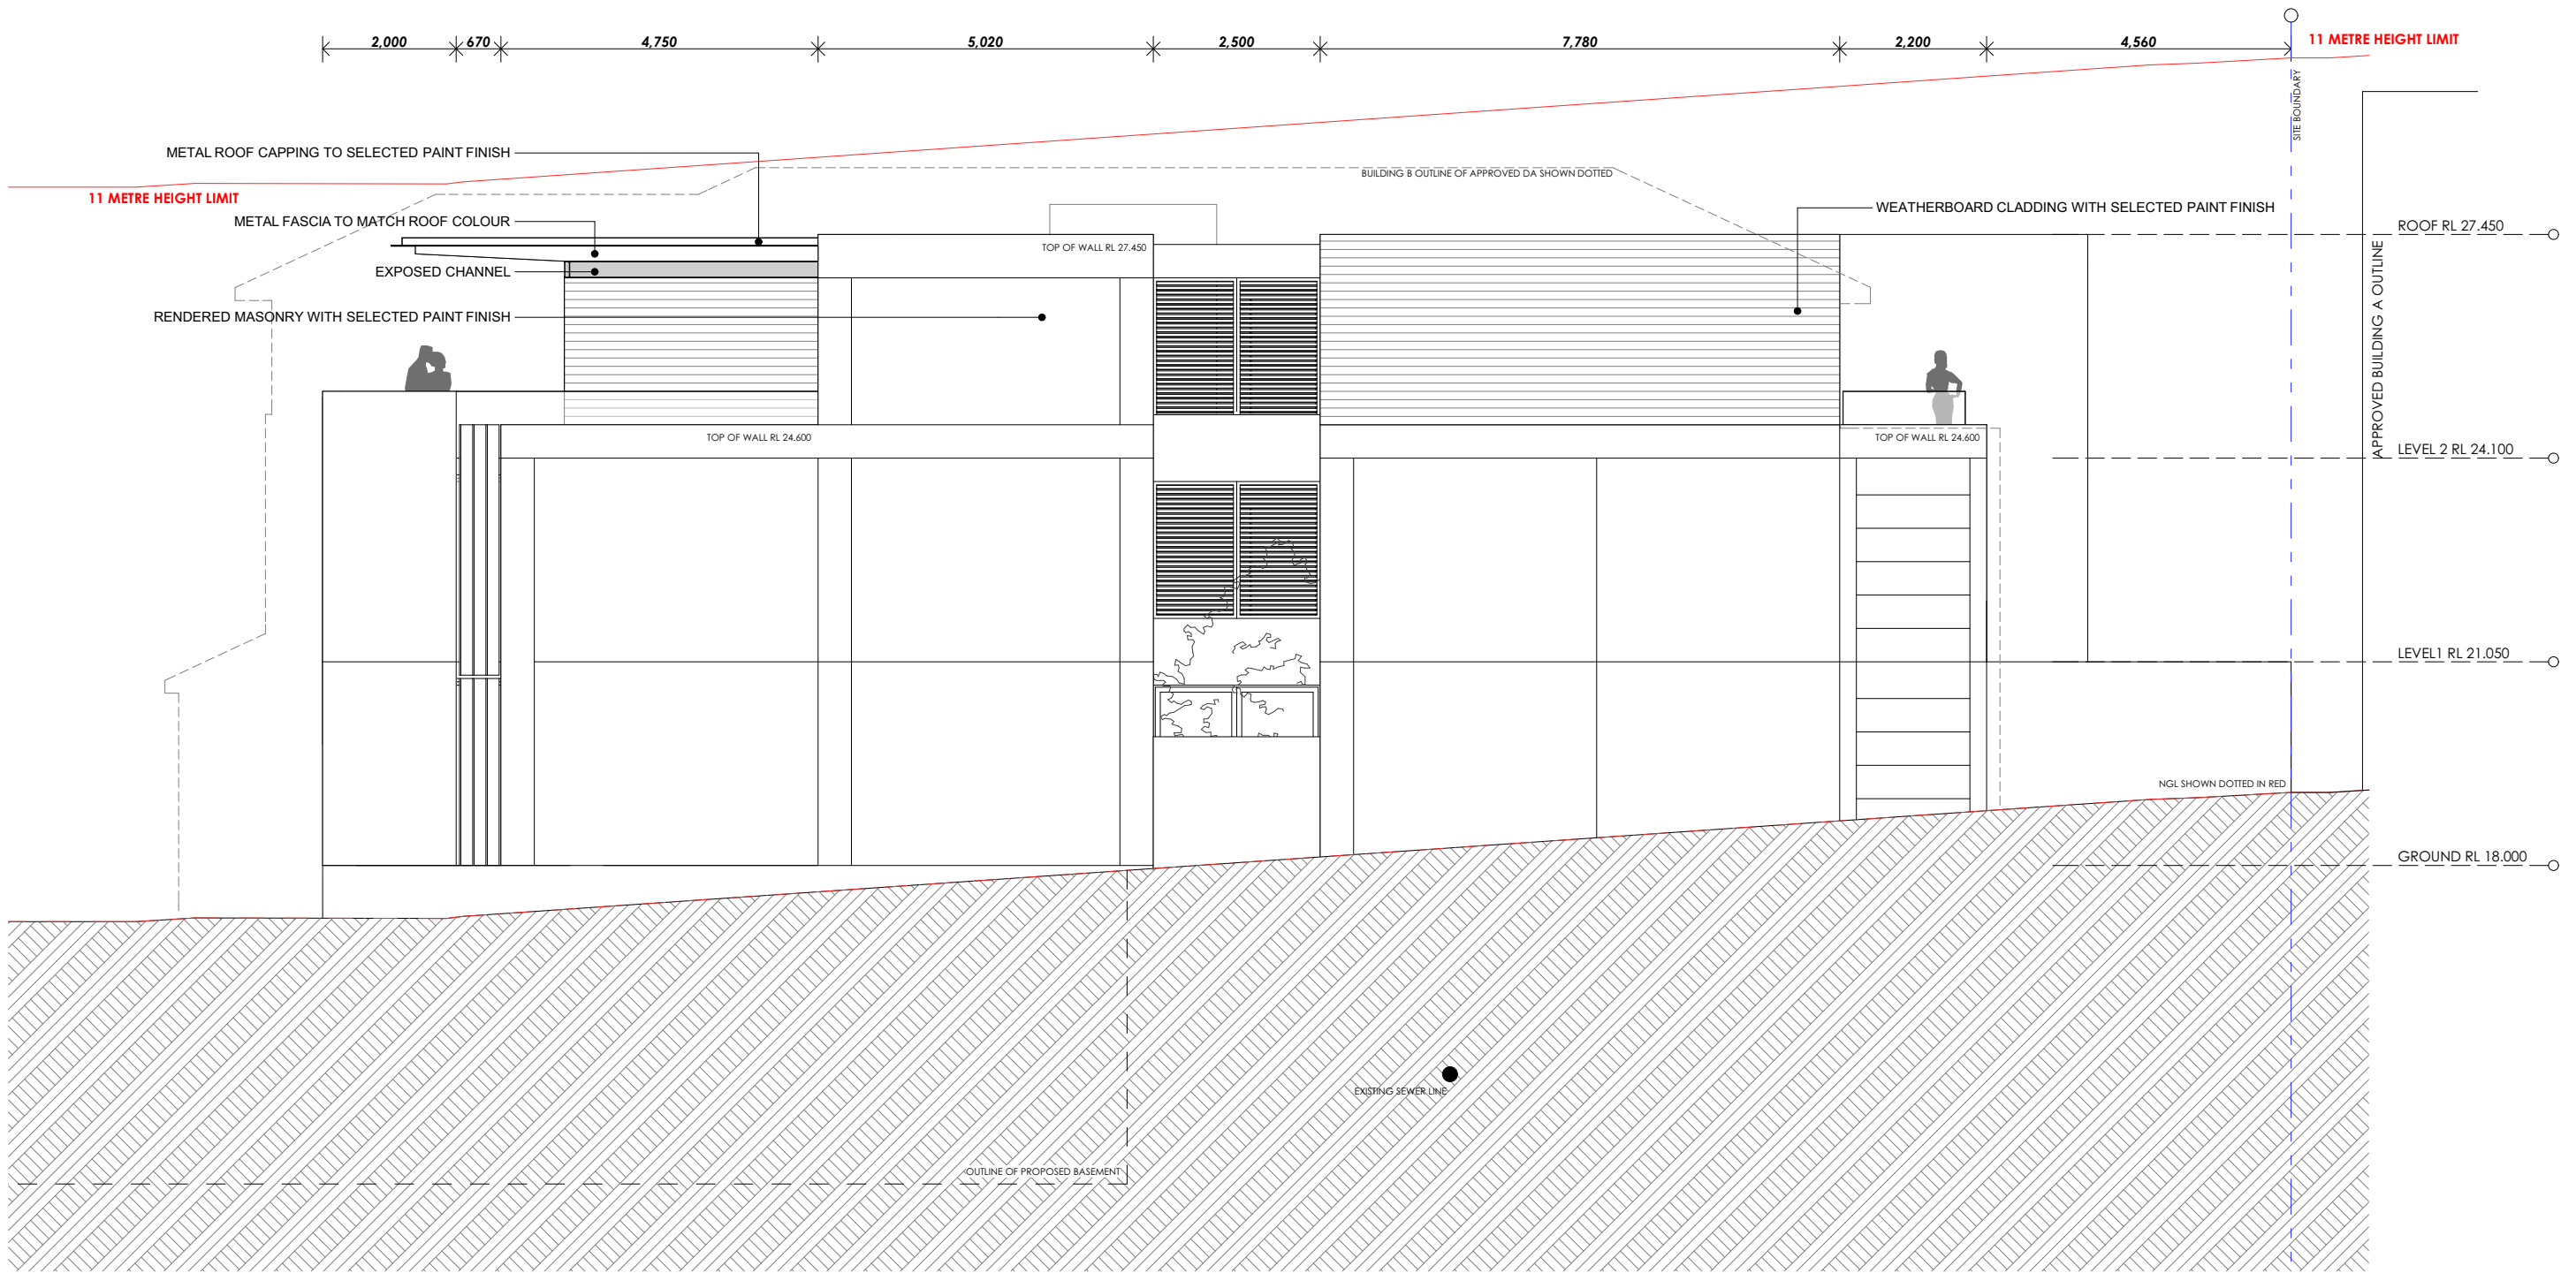 2,000
670
4,750
5,020
2,500
7,780
2,200
4,560
11 METRE HEIGHT LIMIT
SITE BOUNDARY
METAL ROOF CAPPING TO SELECTED PAINT FINISH
BUILDING B OUTLINE OF APPROVED DA SHOWN DOTTED
11 METRE HEIGHT LIMIT
METAL FASCIA TO MATCH ROOF COLOUR
WEATHERBOARD CLADDING WITH SELECTED PAINT FINISH
ROOF RL 27.450
TOP OF WALL RL 27.450
EXPOSED CHANNEL
RENDERED MASONRY WITH SELECTED PAINT FINISH
APPROVED BUILDING A OUTLINE
TOP OF WALL RL 24.600
TOP OF WALL RL 24.600
LEVEL 2 RL 24.100
LEVEL1 RL 21.050
NGL SHOWN DOTTED IN RED
GROUND RL 18.000
EXISTING SEWER LINE
OUTLINE OF PROPOSED BASEMENT